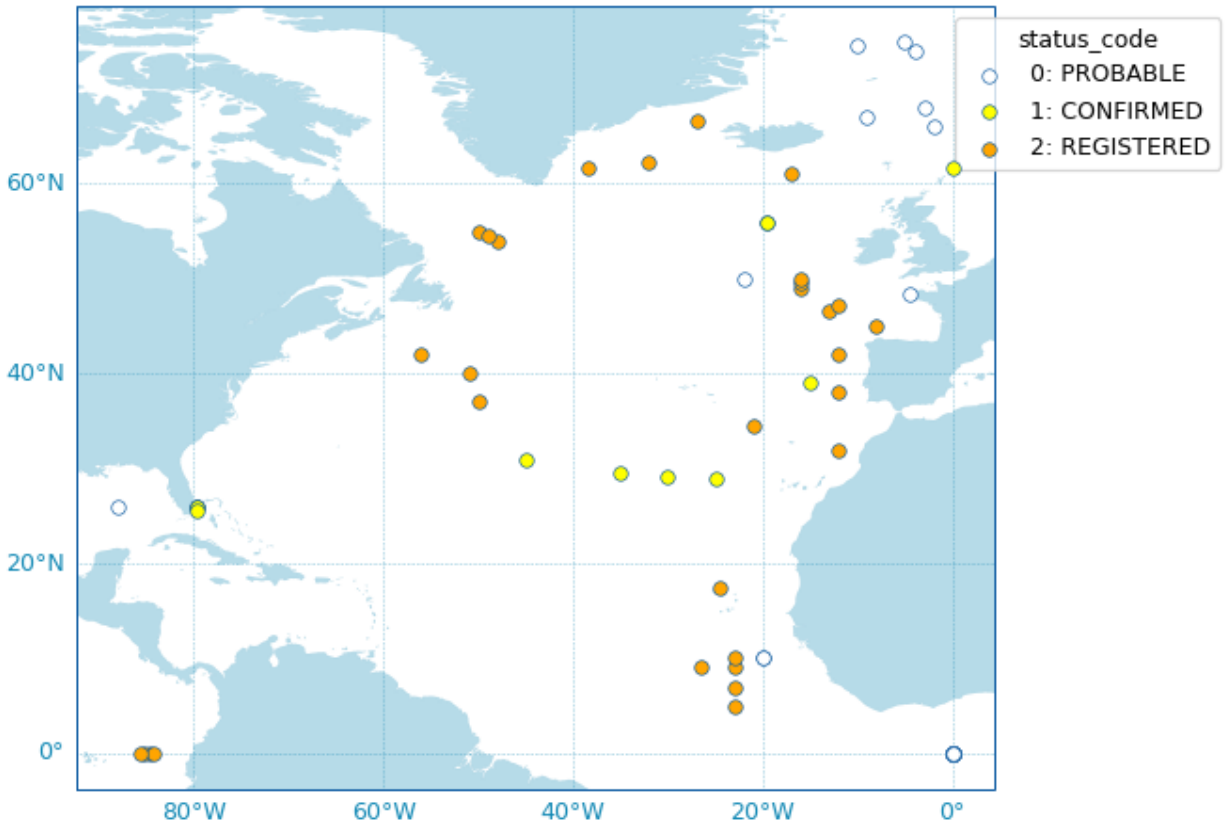 status_code
0: PROBABLE
1: CONFIRMED
2: REGISTERED
60°N
40°N
20°N
0°
80°W
60°W
40°W
20°W
0°